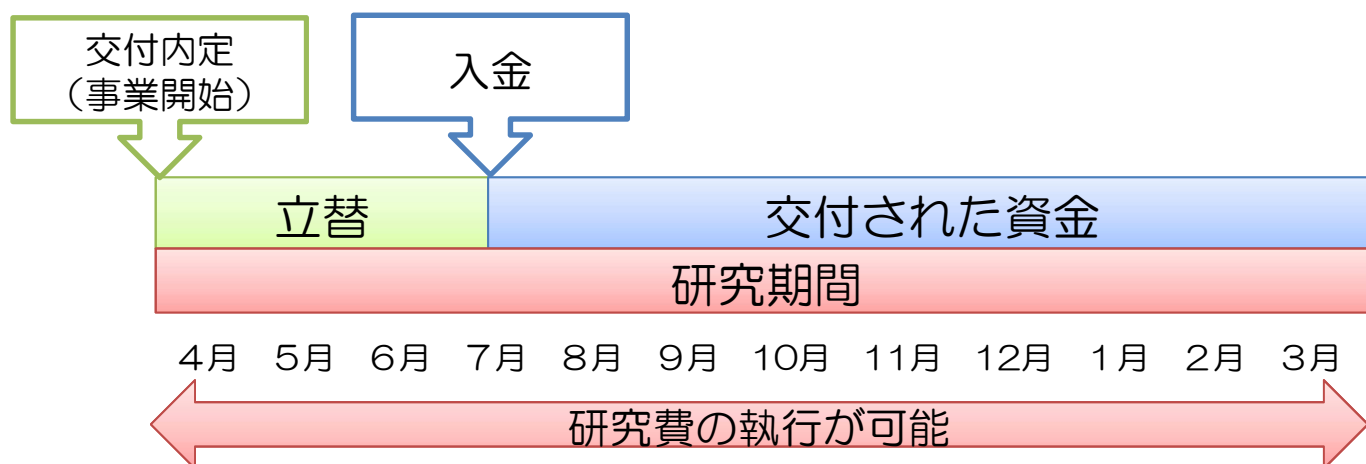 交付内定
（事業開始）
入金
立替
交付された資金
研究期間
４月 ５月 ６月 ７月 ８月 ９月 １０月 １１月 １２月 １月 ２月 ３月
研究費の執行が可能